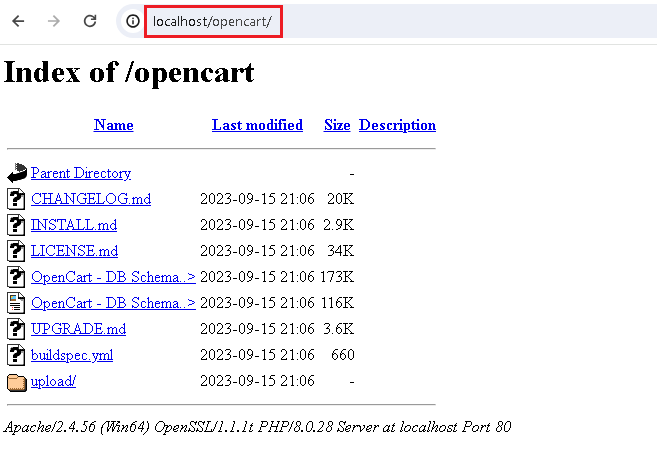 localhost/opencart/
Index of /opencart
Name Last modified Size Description
Parent Directory -
CHANGELOG.md 2023-09-15 21:06 20K
INSTALL.md 2023-09-15 21:06 2.9K
LICENSE.md 2023-09-15 21:06 34K
OpenCart - DB Schema..> 2023-09-15 21:06 173K
OpenCart - DB Schema..> 2023-09-15 21:06 116K
UPGRADE.md 2023-09-15 21:06 3.6K
buildspec.yml 2023-09-15 21:06 660
upload/ 2023-09-15 21:06 -
Apache/2.4.56 (Win64) OpenSSL/1.1.1t PHP/8.0.28 Server at localhost Port 80